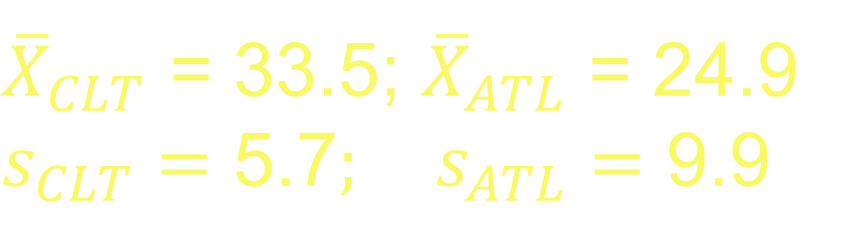 X̄_CLT = 33.5; X̄_ATL = 24.9
s_CLT = 5.7; s_ATL = 9.9